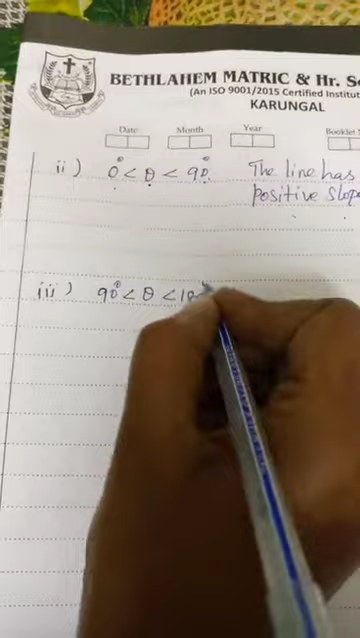 BETHLAHEM MATRIC & Hr. S
(An ISO 9001/2015 Certified Institut
KARUNGAL
Date Month Year Booklet
ii) 0° < θ < 90° The line has
positive slope
iii) 90° < θ < 18